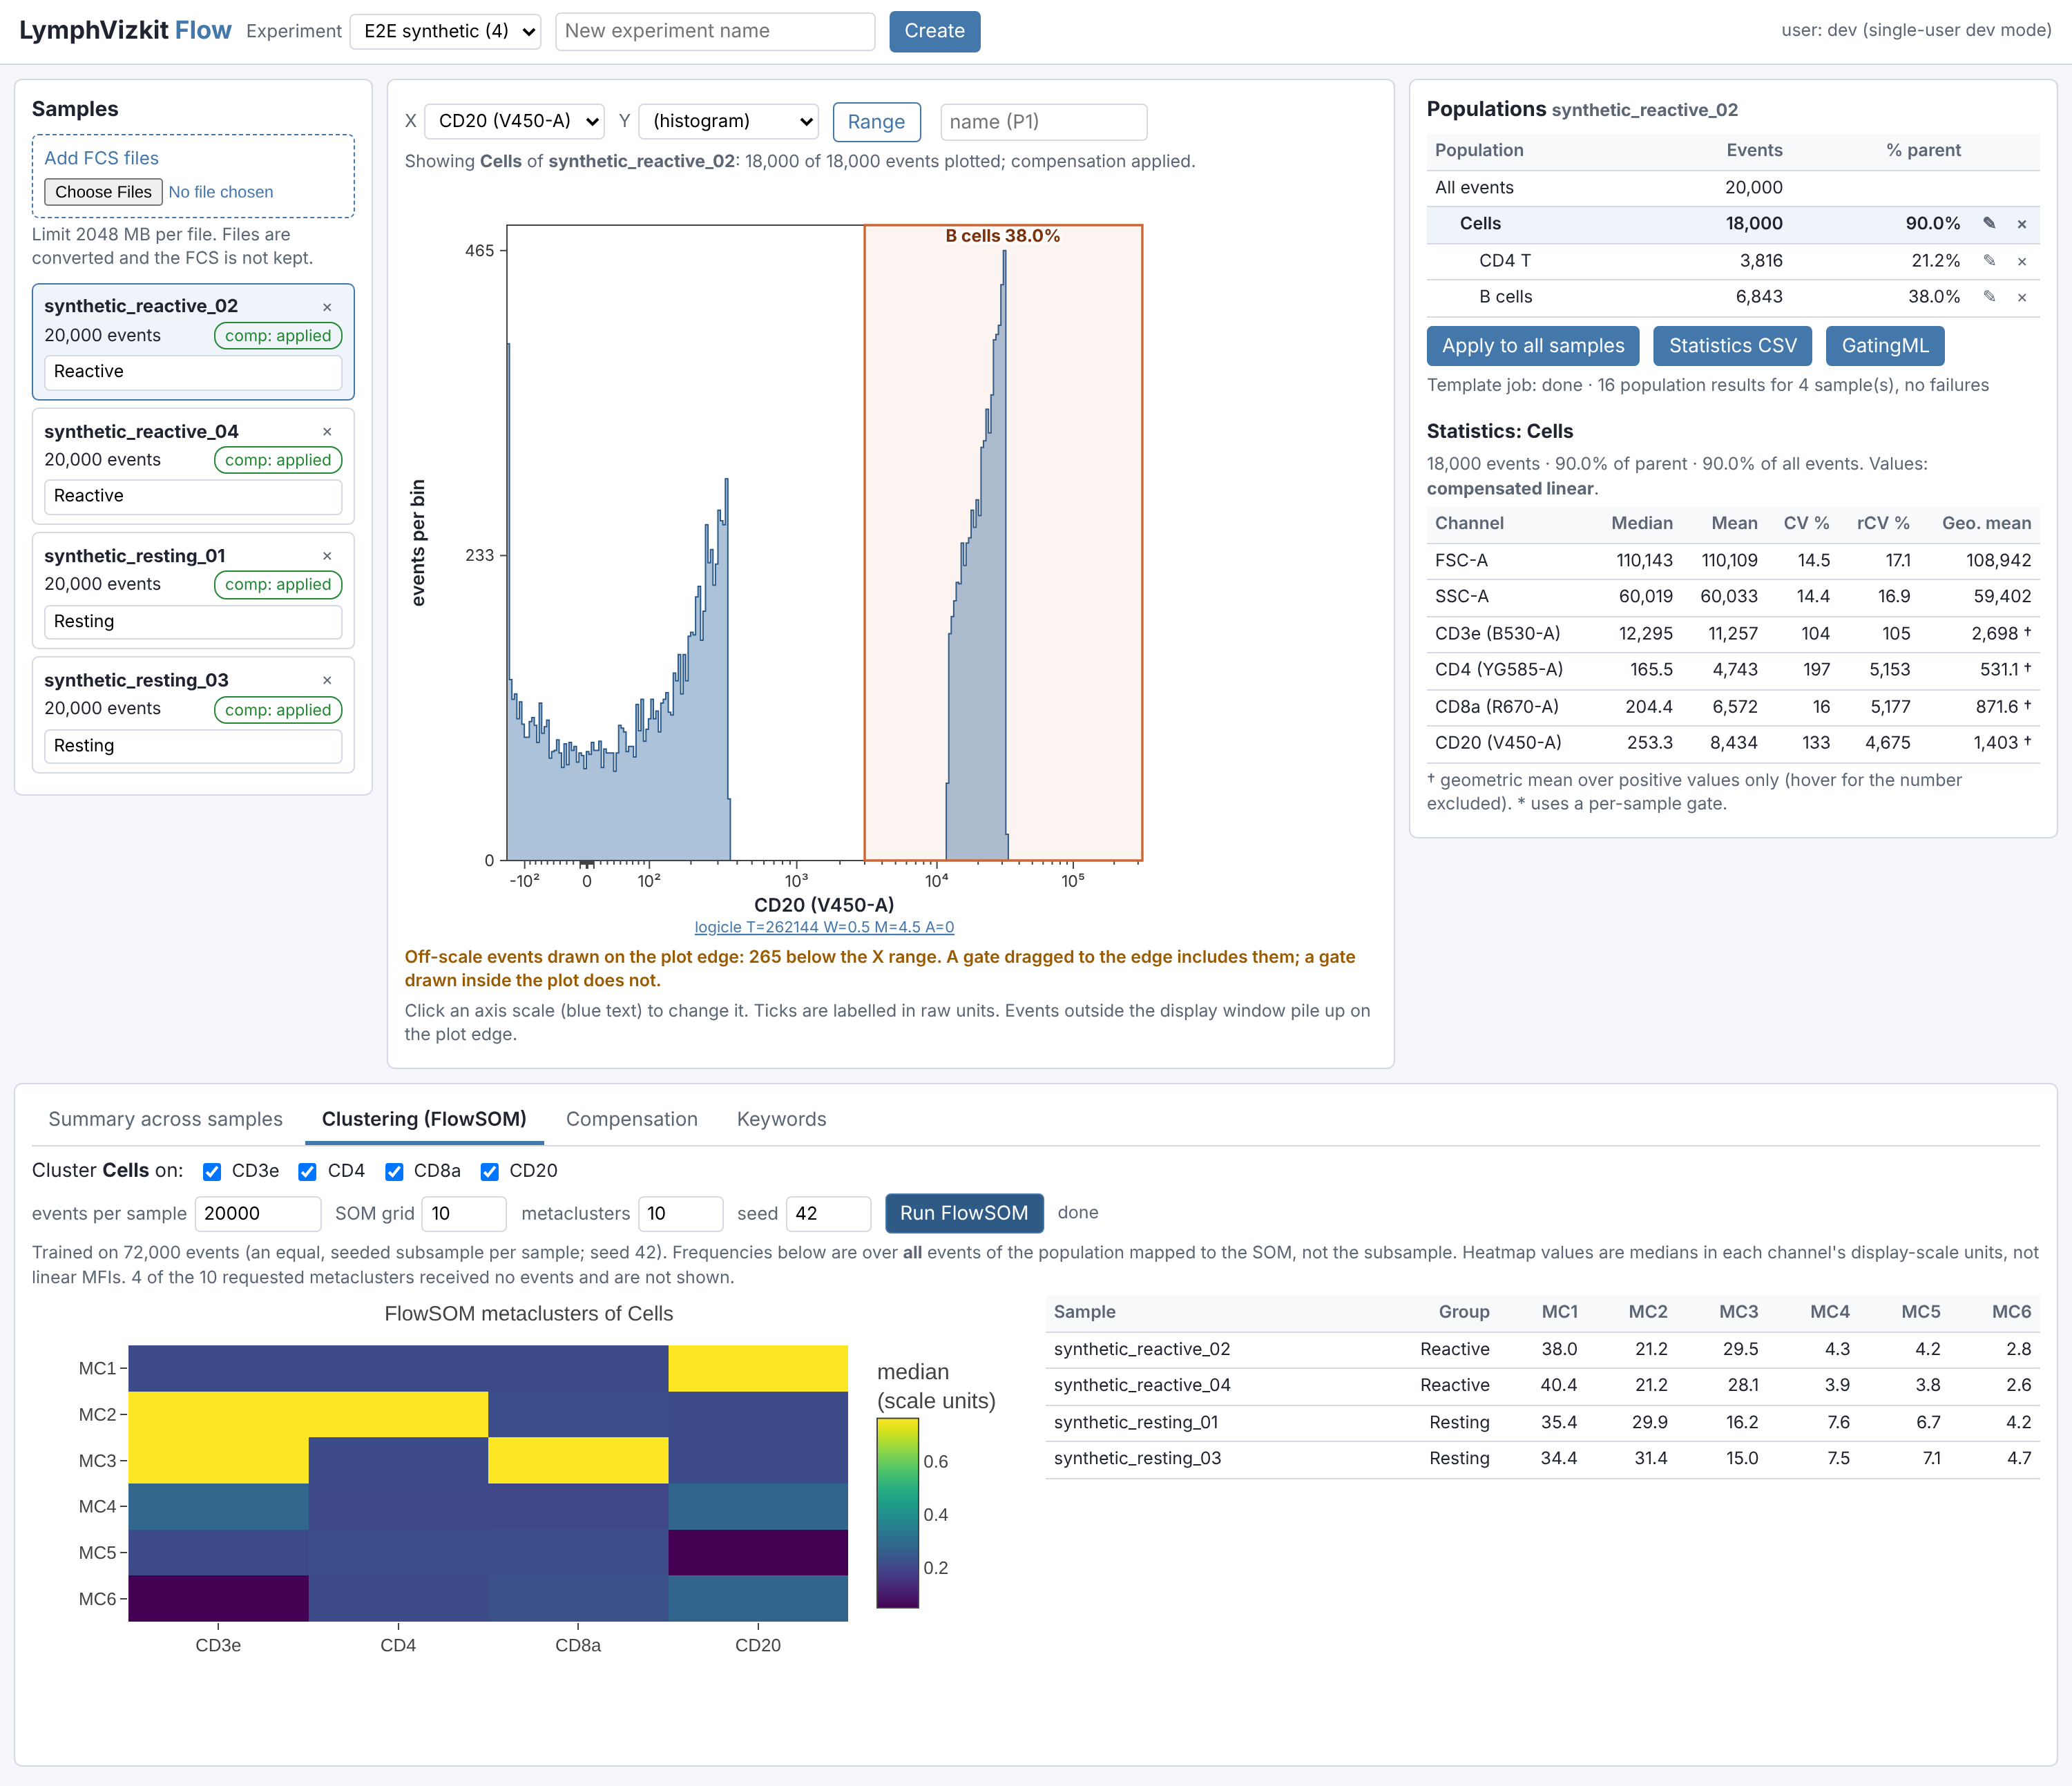 LymphVizkit Flow Experiment E2E synthetic (4) New experiment name Create user: dev (single-user dev mode)
Samples
Add FCS files
Choose Files No file chosen
Limit 2048 MB per file. Files are
converted and the FCS is not kept.
synthetic_reactive_02 ×
20,000 events comp: applied
Reactive
synthetic_reactive_04 ×
20,000 events comp: applied
Reactive
synthetic_resting_01 ×
20,000 events comp: applied
Resting
synthetic_resting_03 ×
20,000 events comp: applied
Resting
X CD20 (V450-A) Y (histogram) Range name (P1)
Showing Cells of synthetic_reactive_02: 18,000 of 18,000 events plotted; compensation applied.
B cells 38.0%
465
233
0
events per bin
-10² 0 10² 10³ 10⁴ 10⁵
CD20 (V450-A)
logicle T=262144 W=0.5 M=4.5 A=0
Off-scale events drawn on the plot edge: 265 below the X range. A gate dragged to the edge includes them; a gate
drawn inside the plot does not.
Click an axis scale (blue text) to change it. Ticks are labelled in raw units. Events outside the display window pile up on
the plot edge.
Populations synthetic_reactive_02
Population Events % parent
All events 20,000
Cells 18,000 90.0% ✎ ×
CD4 T 3,816 21.2% ✎ ×
B cells 6,843 38.0% ✎ ×
Apply to all samples Statistics CSV GatingML
Template job: done · 16 population results for 4 sample(s), no failures
Statistics: Cells
18,000 events · 90.0% of parent · 90.0% of all events. Values:
compensated linear.
Channel Median Mean CV % rCV % Geo. mean
FSC-A 110,143 110,109 14.5 17.1 108,942
SSC-A 60,019 60,033 14.4 16.9 59,402
CD3e (B530-A) 12,295 11,257 104 105 2,698 †
CD4 (YG585-A) 165.5 4,743 197 5,153 531.1 †
CD8a (R670-A) 204.4 6,572 16 5,177 871.6 †
CD20 (V450-A) 253.3 8,434 133 4,675 1,403 †
† geometric mean over positive values only (hover for the number
excluded). * uses a per-sample gate.
Summary across samples Clustering (FlowSOM) Compensation Keywords
Cluster Cells on: CD3e CD4 CD8a CD20
events per sample 20000 SOM grid 10 metaclusters 10 seed 42 Run FlowSOM done
Trained on 72,000 events (an equal, seeded subsample per sample; seed 42). Frequencies below are over all events of the population mapped to the SOM, not the subsample. Heatmap values are medians in each channel's display-scale units, not
linear MFIs. 4 of the 10 requested metaclusters received no events and are not shown.
FlowSOM metaclusters of Cells
MC1
MC2
MC3
MC4
MC5
MC6
CD3e CD4 CD8a CD20
median
(scale units)
0.6
0.4
0.2
Sample Group MC1 MC2 MC3 MC4 MC5 MC6
synthetic_reactive_02 Reactive 38.0 21.2 29.5 4.3 4.2 2.8
synthetic_reactive_04 Reactive 40.4 21.2 28.1 3.9 3.8 2.6
synthetic_resting_01 Resting 35.4 29.9 16.2 7.6 6.7 4.2
synthetic_resting_03 Resting 34.4 31.4 15.0 7.5 7.1 4.7